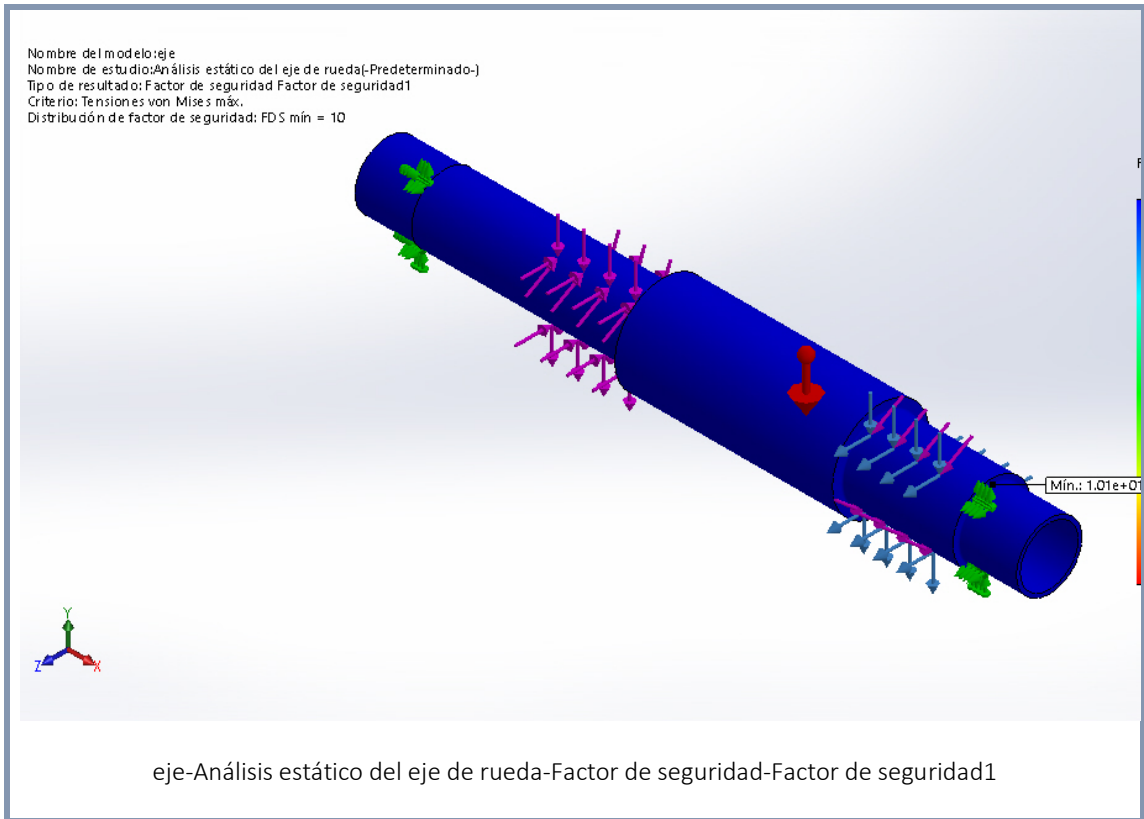 Nombre del modelo:eje
Nombre de estudio:Análisis estático del eje de rueda(-Predeterminado-)
Tipo de resultado: Factor de seguridad Factor de seguridad1
Criterio: Tensiones von Mises máx.
Distribución de factor de seguridad: FDS mín = 10
Mín.: 1.01e+01
Y
Z
X
eje-Análisis estático del eje de rueda-Factor de seguridad-Factor de seguridad1